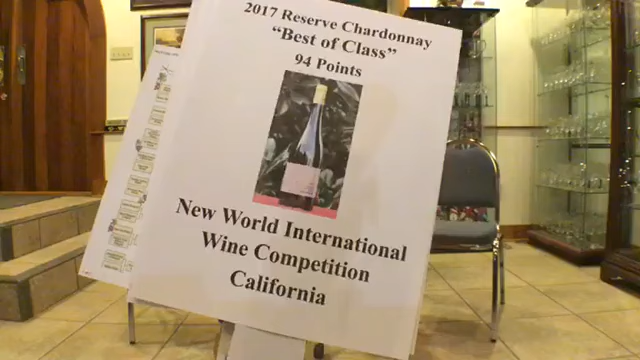 2017 Reserve Chardonnay
“Best of Class”
94 Points
New World International
Wine Competition
California